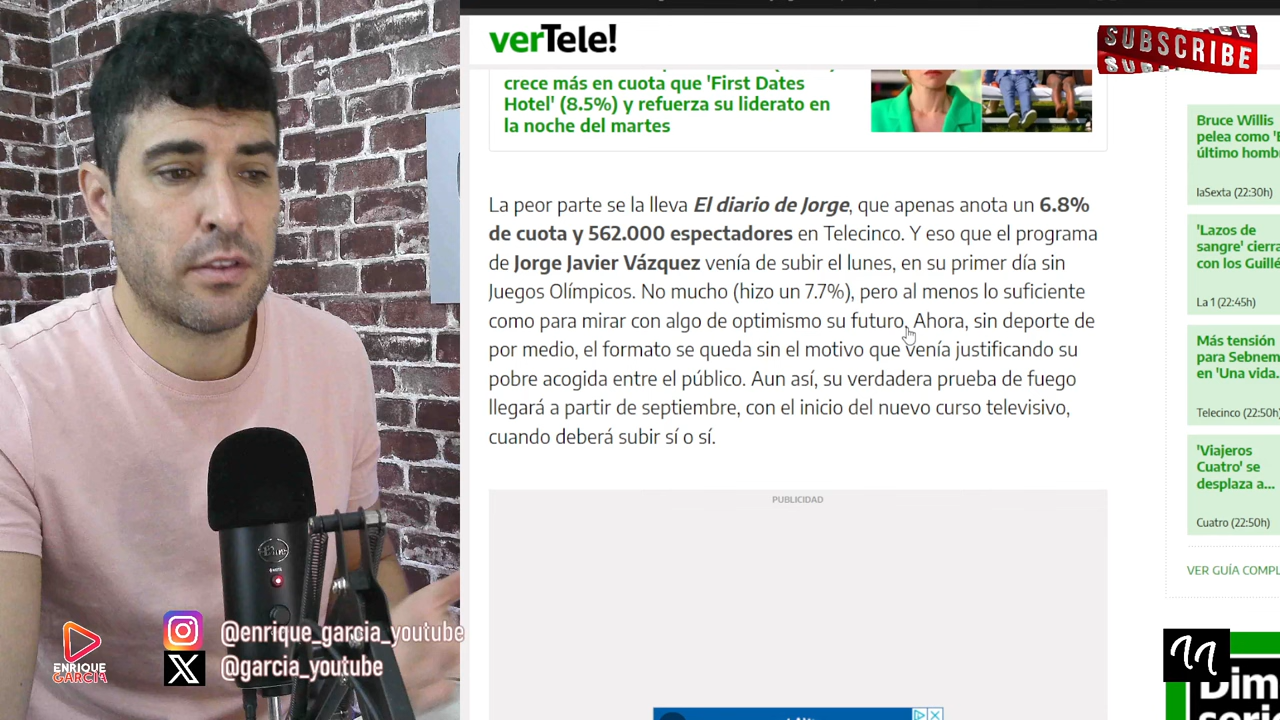 verTele!
SUBSCRIBE
crece más en cuota que 'First Dates
Hotel' (8.5%) y refuerza su liderato en
la noche del martes
La peor parte se la lleva El diario de Jorge, que apenas anota un 6.8%
de cuota y 562.000 espectadores en Telecinco. Y eso que el programa
de Jorge Javier Vázquez venía de subir el lunes, en su primer día sin
Juegos Olímpicos. No mucho (hizo un 7.7%), pero al menos lo suficiente
como para mirar con algo de optimismo su futuro. Ahora, sin deporte de
por medio, el formato se queda sin el motivo que venía justificando su
pobre acogida entre el público. Aun así, su verdadera prueba de fuego
llegará a partir de septiembre, con el inicio del nuevo curso televisivo,
cuando deberá subir sí o sí.
PUBLICIDAD
Bruce Willis
pelea como 'E
último homb
laSexta (22:30h)
'Lazos de
sangre' cierra
con los Guillé
La 1 (22:45h)
Más tensión
para Sebnem
en 'Una vida.
Telecinco (22:50h)
'Viajeros
Cuatro' se
desplaza a...
Cuatro (22:50h)
VER GUÍA COMPL
Dim
@enrique_garcia_youtube
@garcia_youtube
ENRIQUE
GARCIA